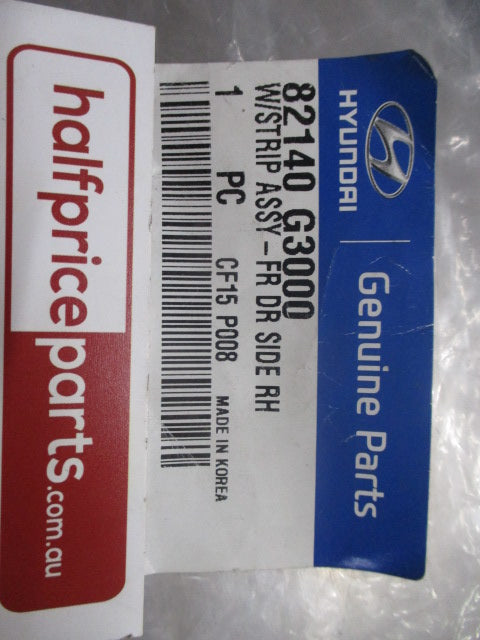 HYUNDAI
Genuine Parts
82140 G3000
W/STRIP ASSY-FR DR SIDE RH
1 PC CF15 P008 MADE IN KOREA
halfpriceparts.com.au